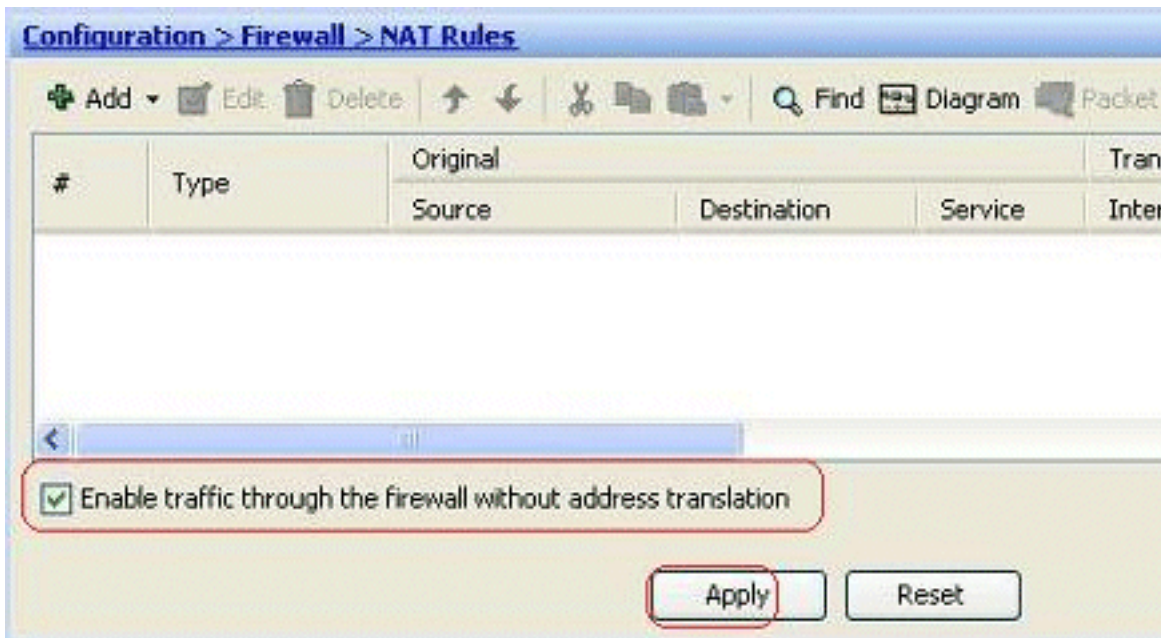 Configuration > Firewall > NAT Rules
Add Edit Delete Find Diagram Packet
# Type Original Tran
Source Destination Service Inter
Enable traffic through the firewall without address translation
Apply Reset